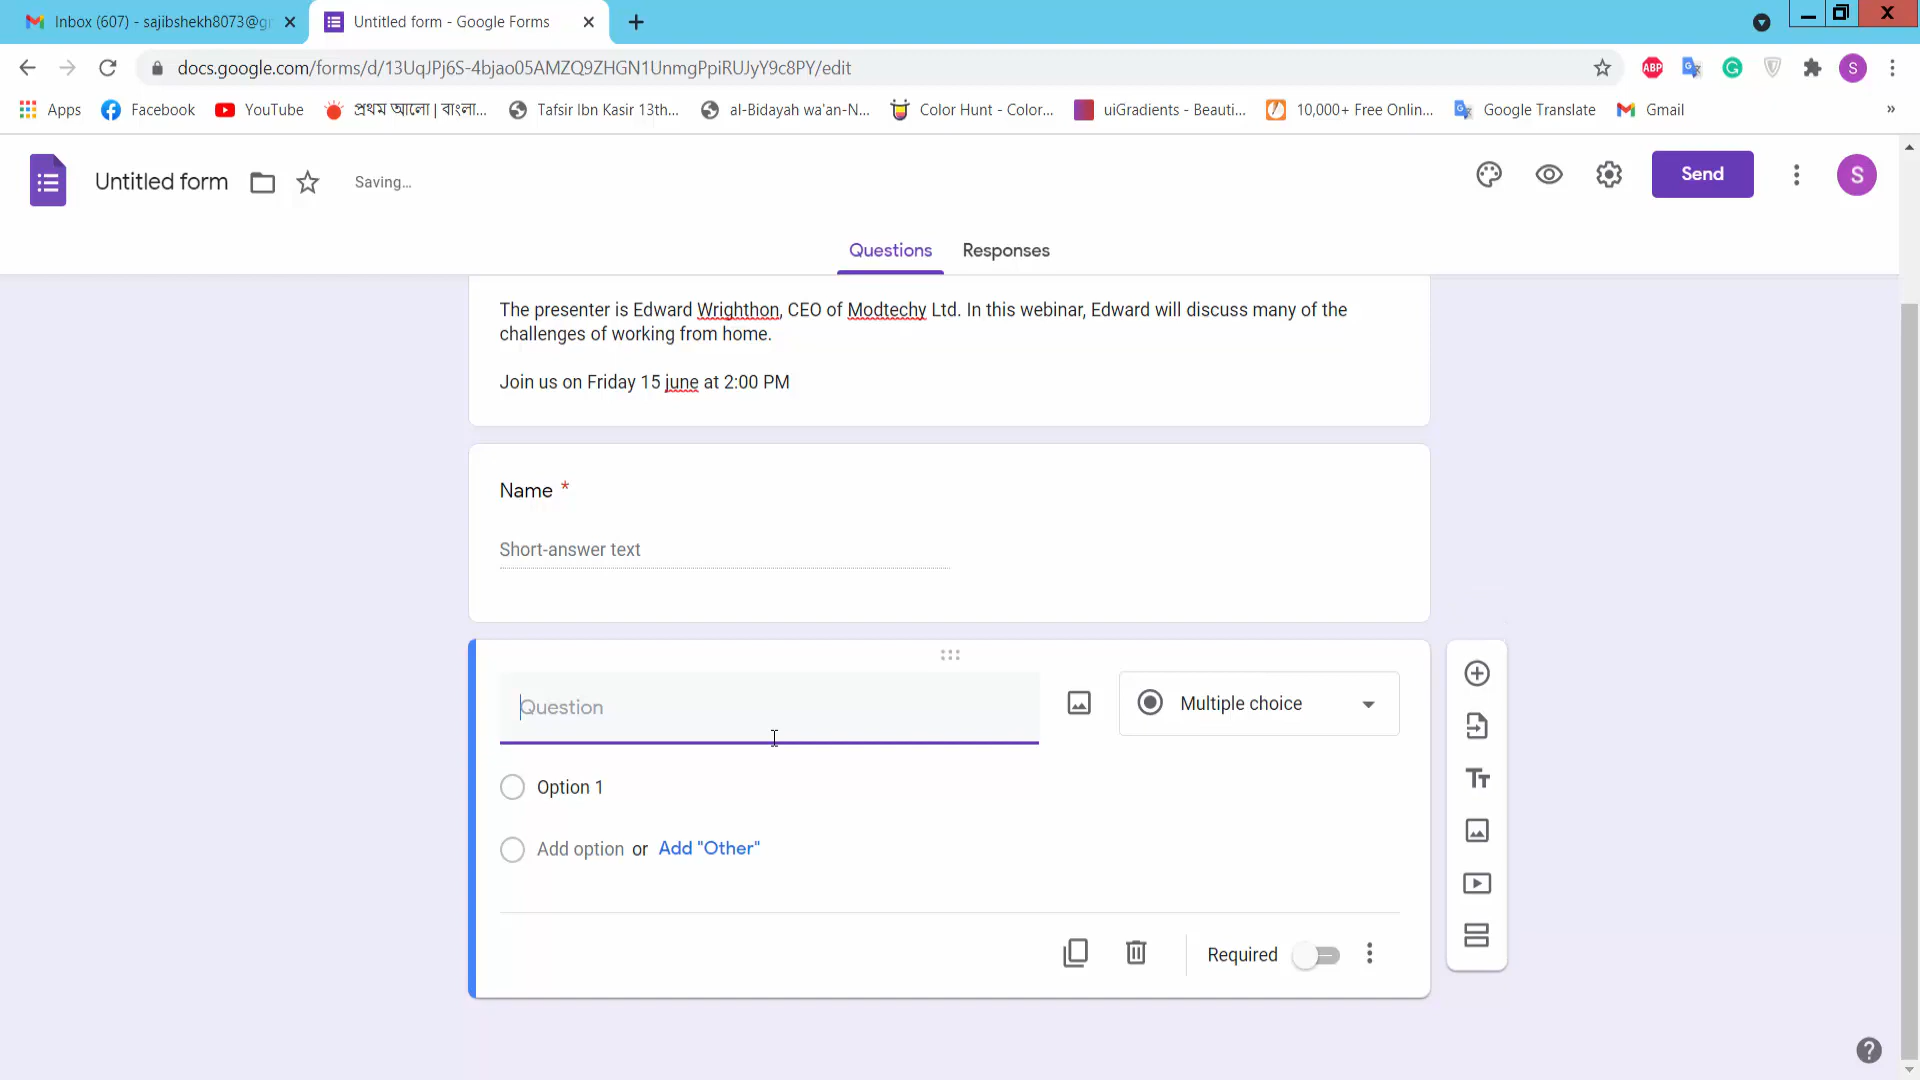 Inbox (607) - sajibshekh8073@g
Untitled form - Google Forms
docs.google.com/forms/d/13UqJPj6S-4bjao05AMZQ9ZHGN1UnmgPpiRUJyY9c8PY/edit
ABP
S
Apps
Facebook
YouTube
প্রথম আলো | বাংলা...
Tafsir Ibn Kasir 13th...
al-Bidayah wa'an-N...
Color Hunt - Color...
uiGradients - Beauti...
10,000+ Free Onlin...
Google Translate
Gmail
»
Untitled form
Saving...
Send
S
Questions
Responses
The presenter is Edward Wrighthon, CEO of Modtechy Ltd. In this webinar, Edward will discuss many of the
challenges of working from home.
Join us on Friday 15 june at 2:00 PM
Name *
Short-answer text
Question
Multiple choice
Option 1
Add option or Add "Other"
Required